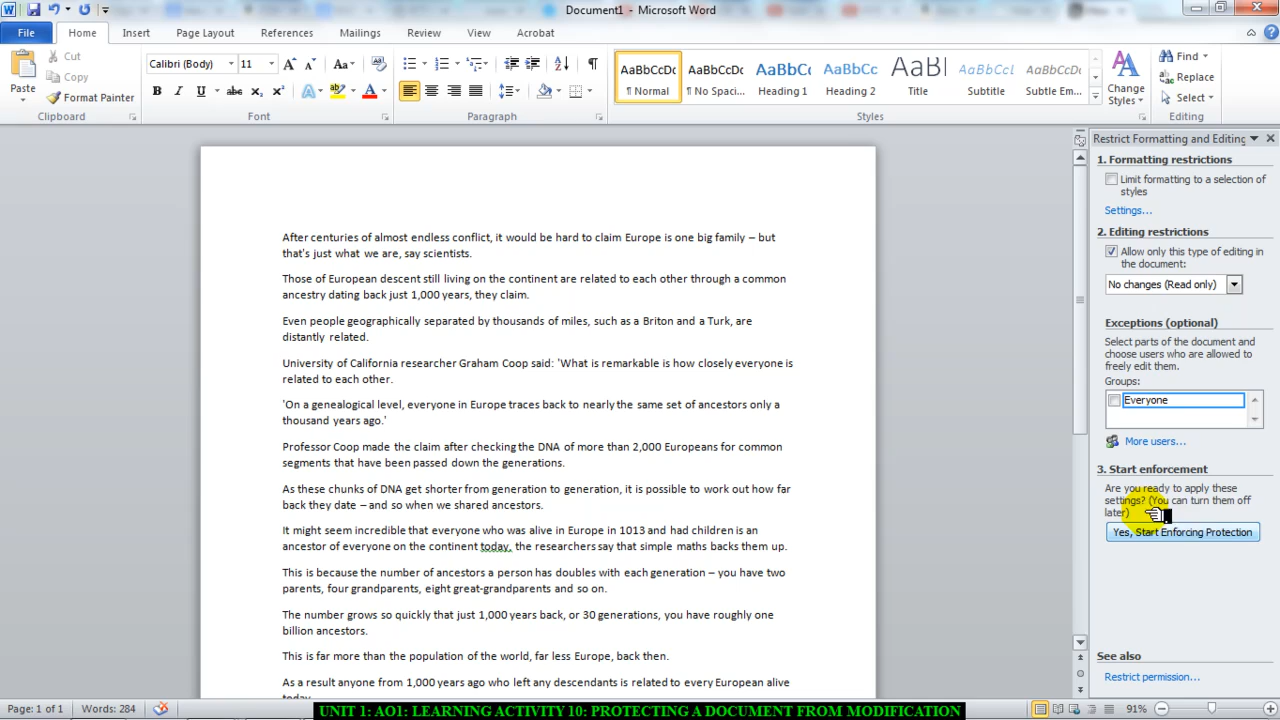 Document1 - Microsoft Word
File Home Insert Page Layout References Mailings Review View Acrobat
Paste
Cut
Copy
Format Painter
Clipboard
Calibri (Body) 11
Font
Paragraph
AaBbCcDc AaBbCcDc AaBbCc AaBbCc AaB AaBbCcDc AaBbCcDc
¶ Normal ¶ No Spac... Heading 1 Heading 2 Title Subtitle Subtle Em...
Change
Styles
Styles
Find
Replace
Select
Editing
After centuries of almost endless conflict, it would be hard to claim Europe is one big family – but
that's just what we are, say scientists.
Those of European descent still living on the continent are related to each other through a common
ancestry dating back just 1,000 years, they claim.
Even people geographically separated by thousands of miles, such as a Briton and a Turk, are
distantly related.
University of California researcher Graham Coop said: 'What is remarkable is how closely everyone is
related to each other.
'On a genealogical level, everyone in Europe traces back to nearly the same set of ancestors only a
thousand years ago.'
Professor Coop made the claim after checking the DNA of more than 2,000 Europeans for common
segments that have been passed down the generations.
As these chunks of DNA get shorter from generation to generation, it is possible to work out how far
back they date – and so when we shared ancestors.
It might seem incredible that everyone who was alive in Europe in 1013 and had children is an
ancestor of everyone on the continent today, the researchers say that simple maths backs them up.
This is because the number of ancestors a person has doubles with each generation – you have two
parents, four grandparents, eight great-grandparents and so on.
The number grows so quickly that just 1,000 years back, or 30 generations, you have roughly one
billion ancestors.
This is far more than the population of the world, far less Europe, back then.
As a result anyone from 1,000 years ago who left any descendants is related to every European alive
today.
Restrict Formatting and Editing
1. Formatting restrictions
Limit formatting to a selection of
styles
Settings...
2. Editing restrictions
Allow only this type of editing in
the document:
No changes (Read only)
Exceptions (optional)
Select parts of the document and
choose users who are allowed to
freely edit them.
Groups:
Everyone
More users...
3. Start enforcement
Are you ready to apply these
settings? (You can turn them off
later)
Yes, Start Enforcing Protection
See also
Restrict permission...
Page: 1 of 1 Words: 284
UNIT 1: AO1: LEARNING ACTIVITY 10: PROTECTING A DOCUMENT FROM MODIFICATION
91%